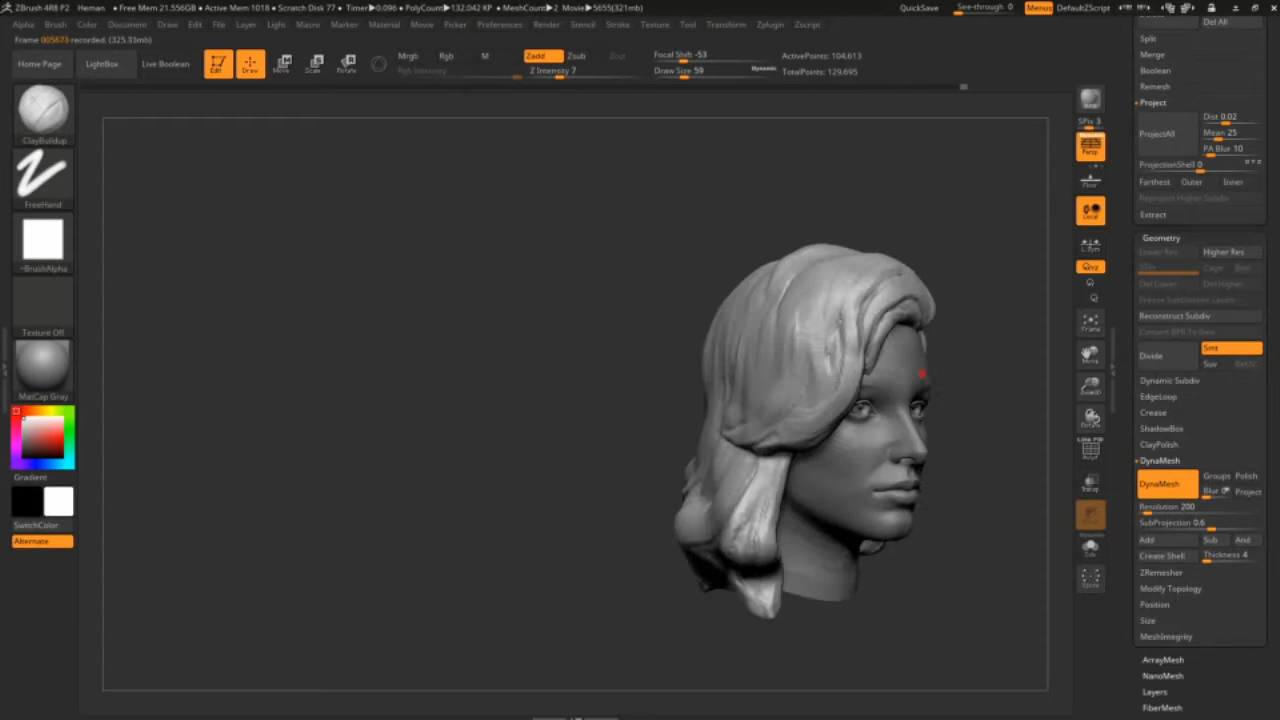 ZBrush 4R8 P2 Heman ● Free Mem 21.556GB ● Active Mem 1018 ● Scratch Disk 77 ● Timer▶0.096 ● PolyCount▶132.042 KP ● MeshCount▶2 Movie▶5655(321mb) QuickSave See-through 0 Menus DefaultZScript
Alpha Brush Color Document Draw Edit File Layer Light Macro Marker Material Movie Picker Preferences Render Stencil Stroke Texture Tool Transform Zplugin Zscript
Frame 005673 recorded. (325.33mb)
Home Page LightBox Live Boolean Edit Draw Move Scale Rotate
Mrgb Rgb M Zadd Zsub
Rgb Intensity Z Intensity 7
Focal Shift -53 ActivePoints: 104,613
Draw Size 59 Dynamic TotalPoints: 129,695
ClayBuildup
FreeHand
~BrushAlpha
Texture Off
MatCap Gray
Gradient
SwitchColor
Alternate
SPix 3
Persp
Floor
Local
L.Sym
Frame
Move
Rotate
Line Fill
PolyF
Transp
Solo
Del All
Split
Merge
Boolean
Remesh
Project
ProjectAll
Dist 0.02
Mean 25
PA Blur 10
ProjectionShell 0
Farthest Outer Inner
Reproject Higher Subdiv
Extract
Geometry
Lower Res Higher Res
Cage
Del Lower Del Higher
Freeze SubDivision Levels
Reconstruct Subdiv
Divide Smt
Suv
Dynamic Subdiv
EdgeLoop
Crease
ShadowBox
ClayPolish
DynaMesh
DynaMesh Groups Polish
Blur Project
Resolution 200
SubProjection 0.6
Add Sub And
Create Shell Thickness 4
ZRemesher
Modify Topology
Position
Size
MeshIntegrity
ArrayMesh
NanoMesh
Layers
FiberMesh